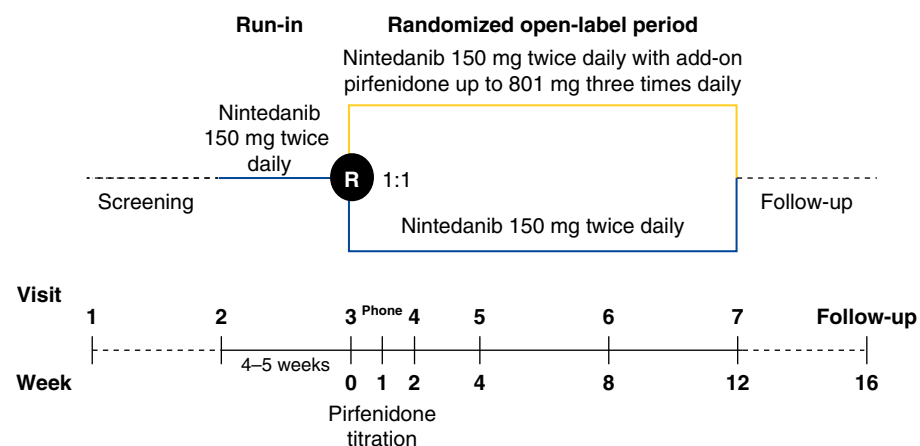 Run-in
Randomized open-label period
Nintedanib 150 mg twice daily with add-on
pirfenidone up to 801 mg three times daily
Nintedanib
150 mg twice
daily
R
1:1
Screening
Nintedanib 150 mg twice daily
Follow-up
Visit
1 2 3 Phone 4 5 6 7 Follow-up
4–5 weeks
Week 0 1 2 4 8 12 16
Pirfenidone
titration